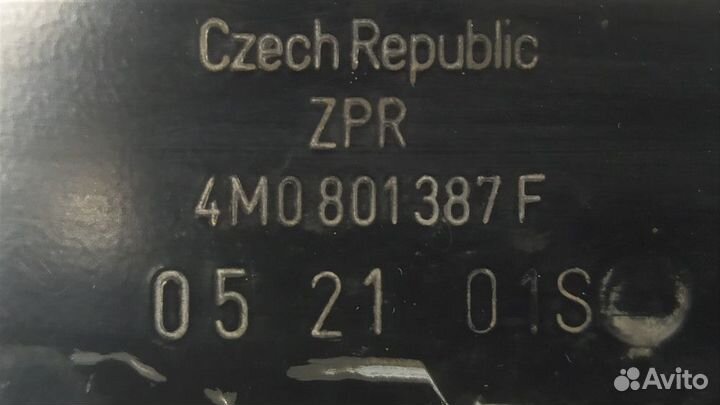 Czech Republic
ZPR
4M0 801 387 F
05 21 01S
Avito